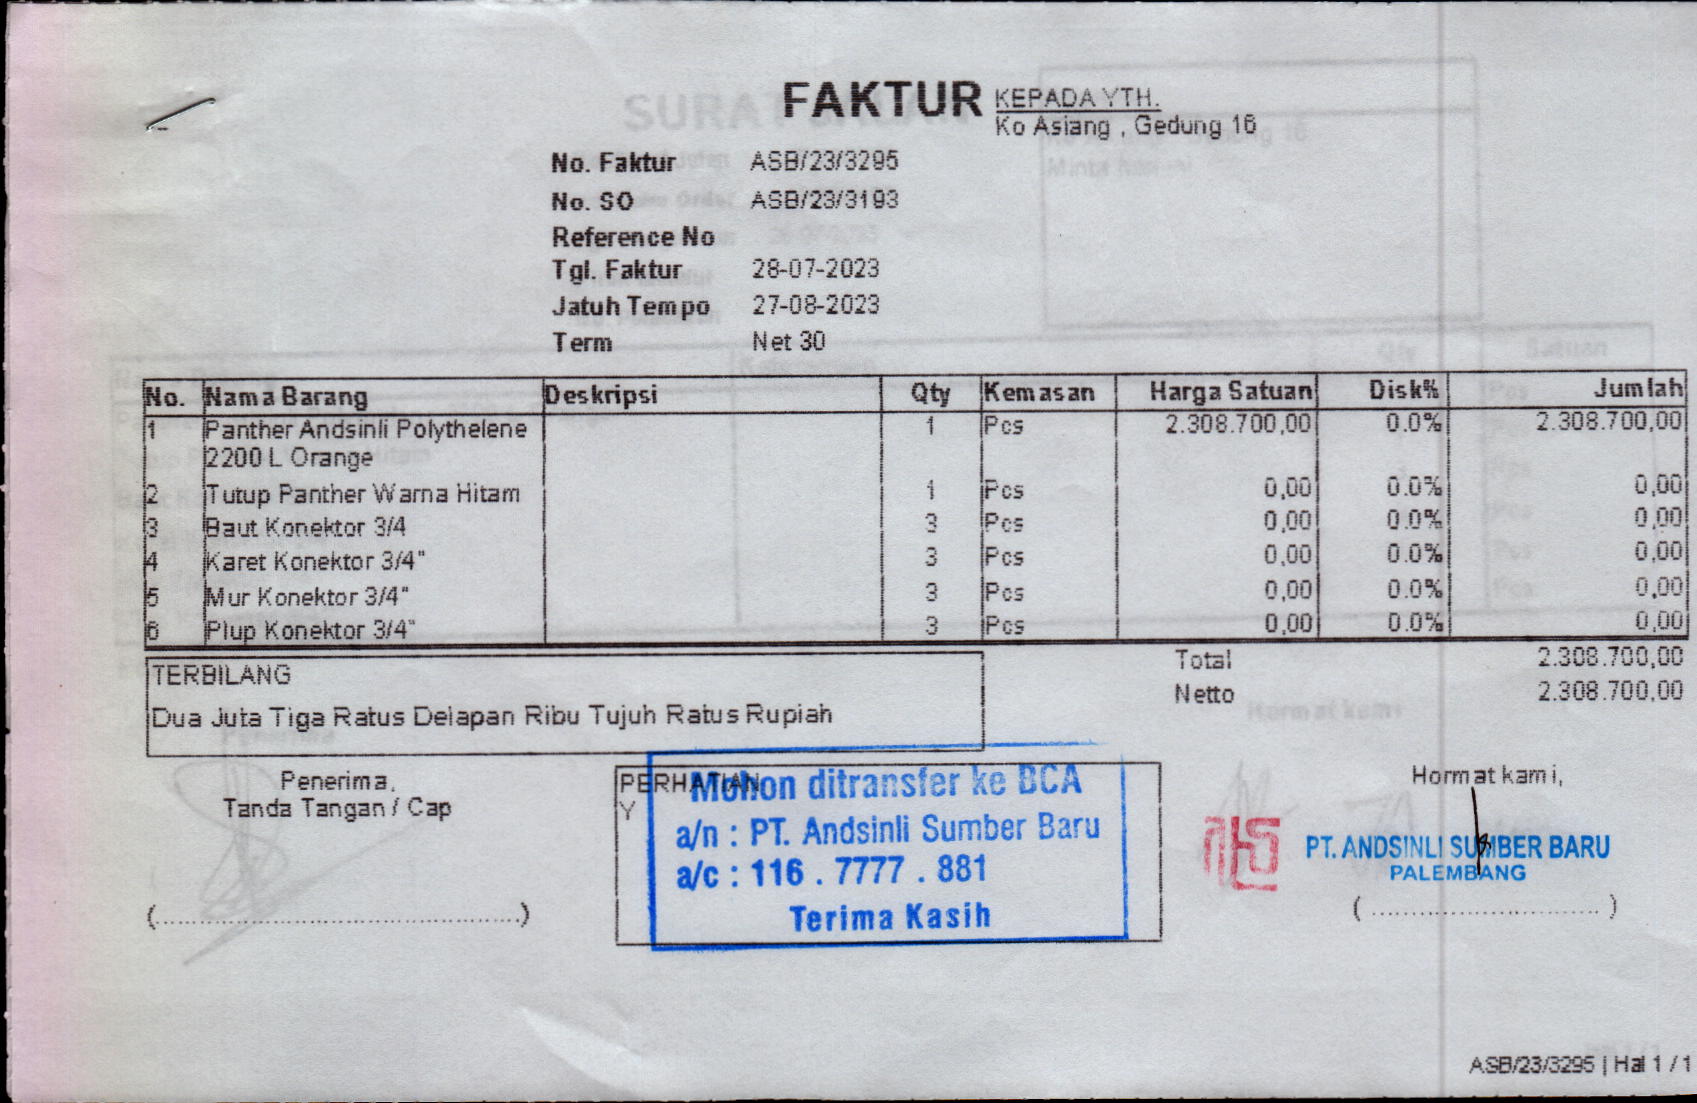 FAKTUR
KEPADA YTH.
Ko Asiang , Gedung 16
No. Faktur ASB/23/3295
No. SO ASB/23/3193
Reference No
Tgl. Faktur 28-07-2023
Jatuh Tempo 27-08-2023
Term Net 30
No. Nama Barang Deskripsi Qty Kemasan Harga Satuan Disk% Jumlah
1 Panther Andsinli Polythelene 1 Pcs 2.308.700,00 0.0% 2.308.700,00
2200 L Orange
2 Tutup Panther Warna Hitam 1 Pcs 0,00 0.0% 0,00
3 Baut Konektor 3/4 3 Pcs 0,00 0.0% 0,00
4 Karet Konektor 3/4" 3 Pcs 0,00 0.0% 0,00
5 Mur Konektor 3/4" 3 Pcs 0,00 0.0% 0,00
6 Plup Konektor 3/4" 3 Pcs 0,00 0.0% 0,00
TERBILANG
Dua Juta Tiga Ratus Delapan Ribu Tujuh Ratus Rupiah
Total 2.308.700,00
Netto 2.308.700,00
Penerima,
Tanda Tangan / Cap
(..........................................)
PERHATIAN
Y
Mohon ditransfer ke BCA
a/n : PT. Andsinli Sumber Baru
a/c : 116 . 7777 . 881
Terima Kasih
Hormat kami,
PT. ANDSINLI SUMBER BARU
PALEMBANG
(..............................)
ASB/23/3295 | Hal 1 / 1